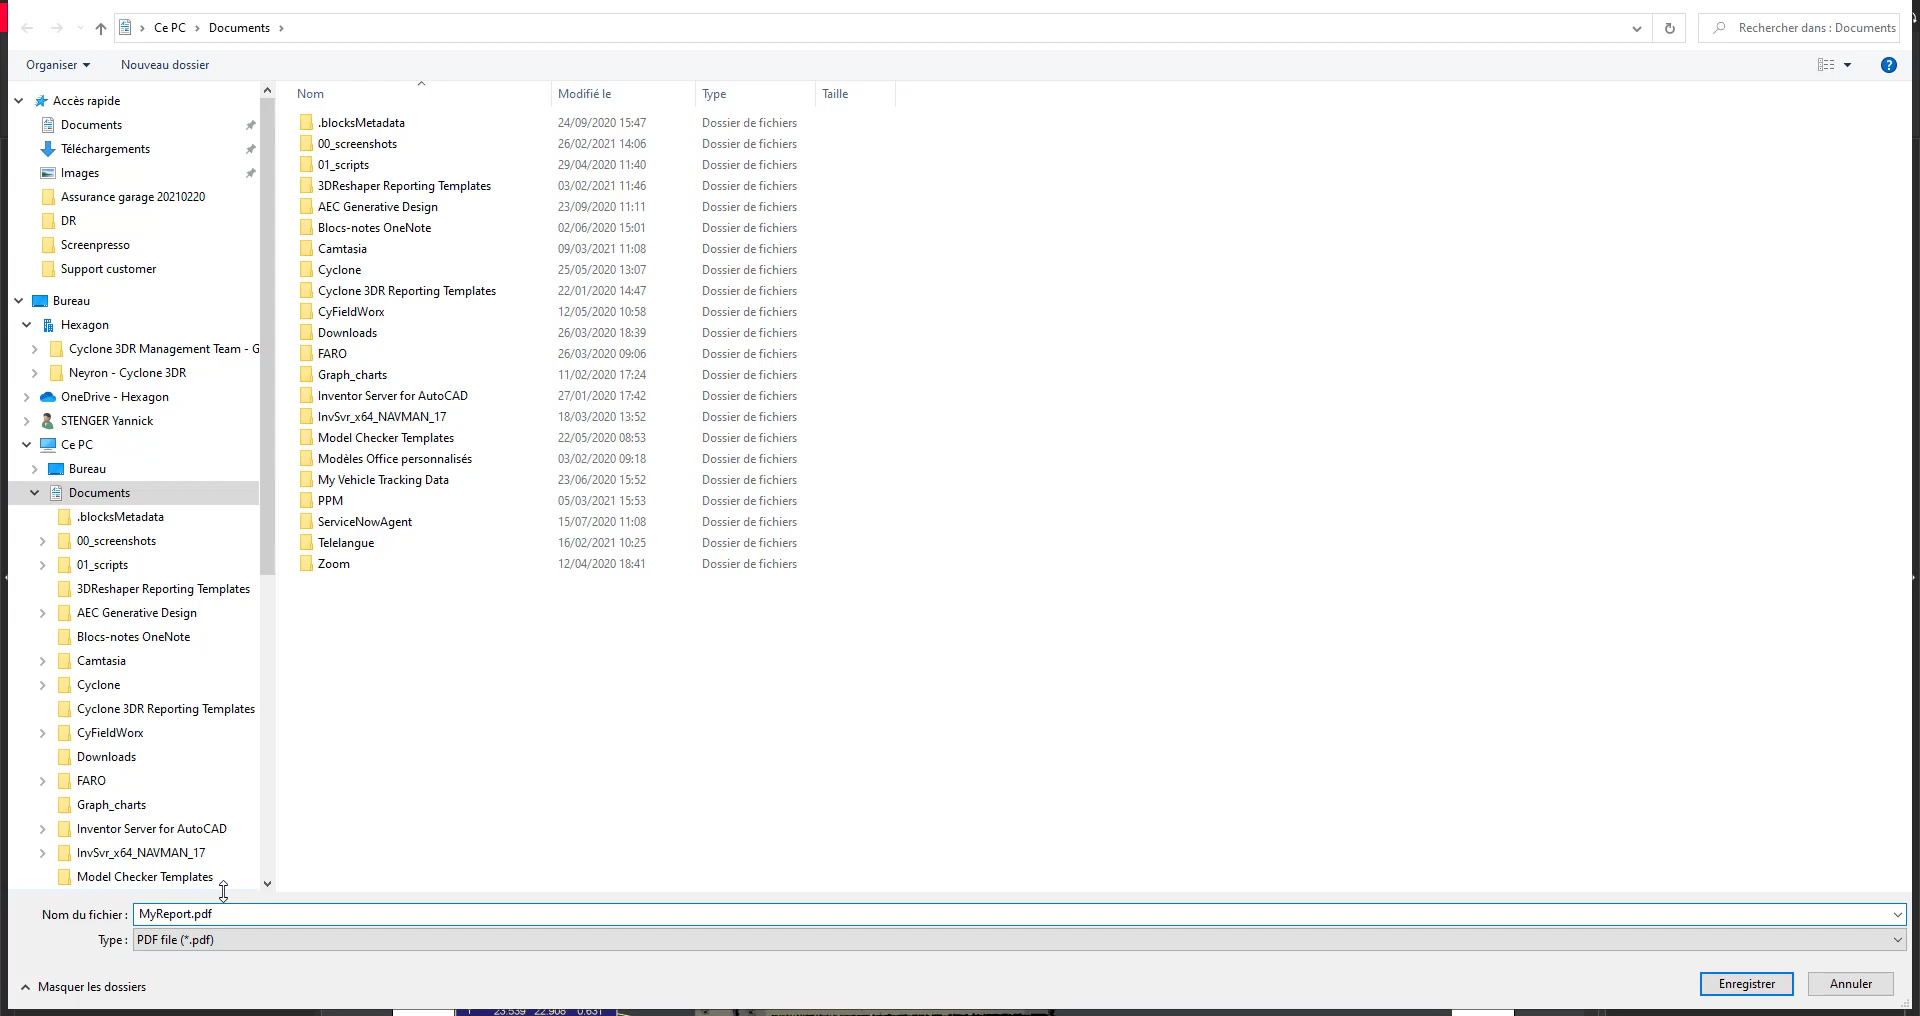 Ce PC > Documents >
Rechercher dans : Documents
Organiser
Nouveau dossier
Accès rapide
Documents
Téléchargements
Images
Assurance garage 20210220
DR
Screenpresso
Support customer
Bureau
Hexagon
Cyclone 3DR Management Team - G
Neyron - Cyclone 3DR
OneDrive - Hexagon
STENGER Yannick
Ce PC
Bureau
Documents
.blocksMetadata
00_screenshots
01_scripts
3DReshaper Reporting Templates
AEC Generative Design
Blocs-notes OneNote
Camtasia
Cyclone
Cyclone 3DR Reporting Templates
CyFieldWorx
Downloads
FARO
Graph_charts
Inventor Server for AutoCAD
InvSvr_x64_NAVMAN_17
Model Checker Templates
Nom Modifié le Type Taille
.blocksMetadata 24/09/2020 15:47 Dossier de fichiers
00_screenshots 26/02/2021 14:06 Dossier de fichiers
01_scripts 29/04/2020 11:40 Dossier de fichiers
3DReshaper Reporting Templates 03/02/2021 11:46 Dossier de fichiers
AEC Generative Design 23/09/2020 11:11 Dossier de fichiers
Blocs-notes OneNote 02/06/2020 15:01 Dossier de fichiers
Camtasia 09/03/2021 11:08 Dossier de fichiers
Cyclone 25/05/2020 13:07 Dossier de fichiers
Cyclone 3DR Reporting Templates 22/01/2020 14:47 Dossier de fichiers
CyFieldWorx 12/05/2020 10:58 Dossier de fichiers
Downloads 26/03/2020 18:39 Dossier de fichiers
FARO 26/03/2020 09:06 Dossier de fichiers
Graph_charts 11/02/2020 17:24 Dossier de fichiers
Inventor Server for AutoCAD 27/01/2020 17:42 Dossier de fichiers
InvSvr_x64_NAVMAN_17 18/03/2020 13:52 Dossier de fichiers
Model Checker Templates 22/05/2020 08:53 Dossier de fichiers
Modèles Office personnalisés 03/02/2020 09:18 Dossier de fichiers
My Vehicle Tracking Data 23/06/2020 15:52 Dossier de fichiers
PPM 05/03/2021 15:53 Dossier de fichiers
ServiceNowAgent 15/07/2020 11:08 Dossier de fichiers
Telelangue 16/02/2021 10:25 Dossier de fichiers
Zoom 12/04/2020 18:41 Dossier de fichiers
Nom du fichier : MyReport.pdf
Type : PDF file (*.pdf)
Masquer les dossiers
Enregistrer
Annuler
23.539 22.908 0.631